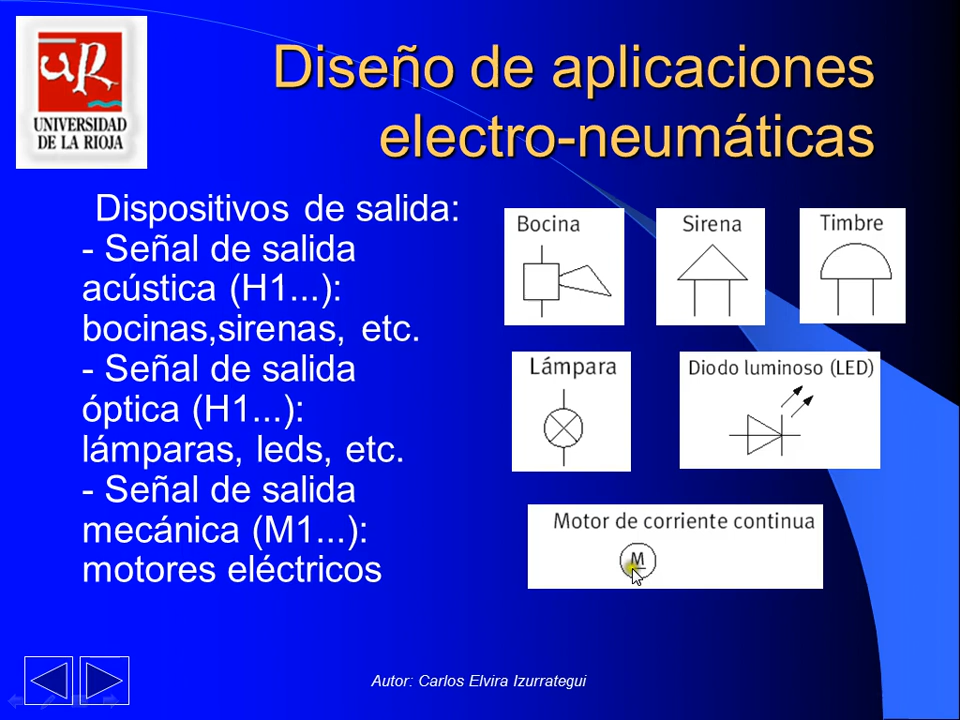 UNIVERSIDAD
DE LA RIOJA
Diseño de aplicaciones
electro-neumáticas
Dispositivos de salida:
- Señal de salida
acústica (H1...):
bocinas,sirenas, etc.
- Señal de salida
óptica (H1...):
lámparas, leds, etc.
- Señal de salida
mecánica (M1...):
motores eléctricos
Bocina
Sirena
Timbre
Lámpara
Diodo luminoso (LED)
Motor de corriente continua
M
Autor: Carlos Elvira Izurrategui